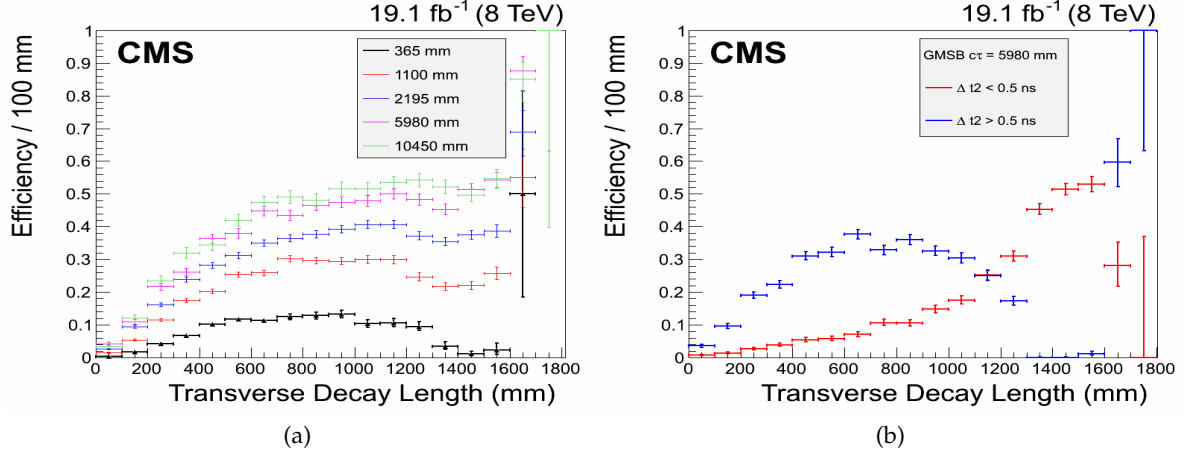 19.1 fb-1 (8 TeV)
CMS
365 mm
1100 mm
2195 mm
5980 mm
10450 mm
Efficiency / 100 mm
1
0.9
0.8
0.7
0.6
0.5
0.4
0.3
0.2
0.1
0
0 200 400 600 800 1000 1200 1400 1600 1800
Transverse Decay Length (mm)
(a)
19.1 fb-1 (8 TeV)
CMS
GMSB cτ = 5980 mm
Δ t2 < 0.5 ns
Δ t2 > 0.5 ns
Efficiency / 100 mm
1
0.9
0.8
0.7
0.6
0.5
0.4
0.3
0.2
0.1
0
0 200 400 600 800 1000 1200 1400 1600 1800
Transverse Decay Length (mm)
(b)